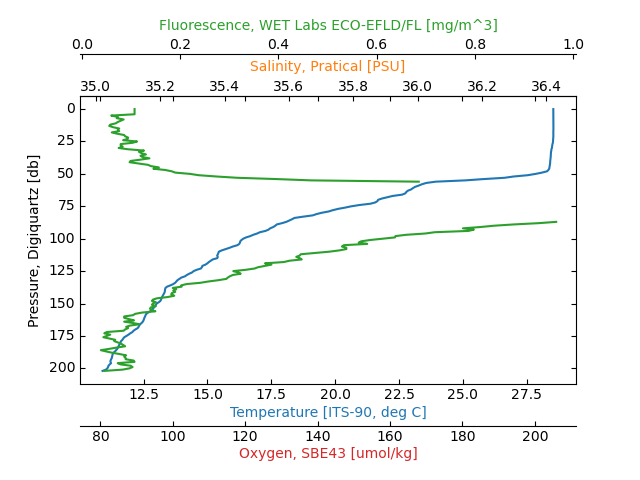 Fluorescence, WET Labs ECO-EFLD/FL [mg/m^3]
0.0 0.2 0.4 0.6 0.8 1.0
Salinity, Pratical [PSU]
35.0 35.2 35.4 35.6 35.8 36.0 36.2 36.4
0
25
50
75
100
125
150
175
200
Pressure, Digiquartz [db]
12.5 15.0 17.5 20.0 22.5 25.0 27.5
Temperature [ITS-90, deg C]
80 100 120 140 160 180 200
Oxygen, SBE43 [umol/kg]